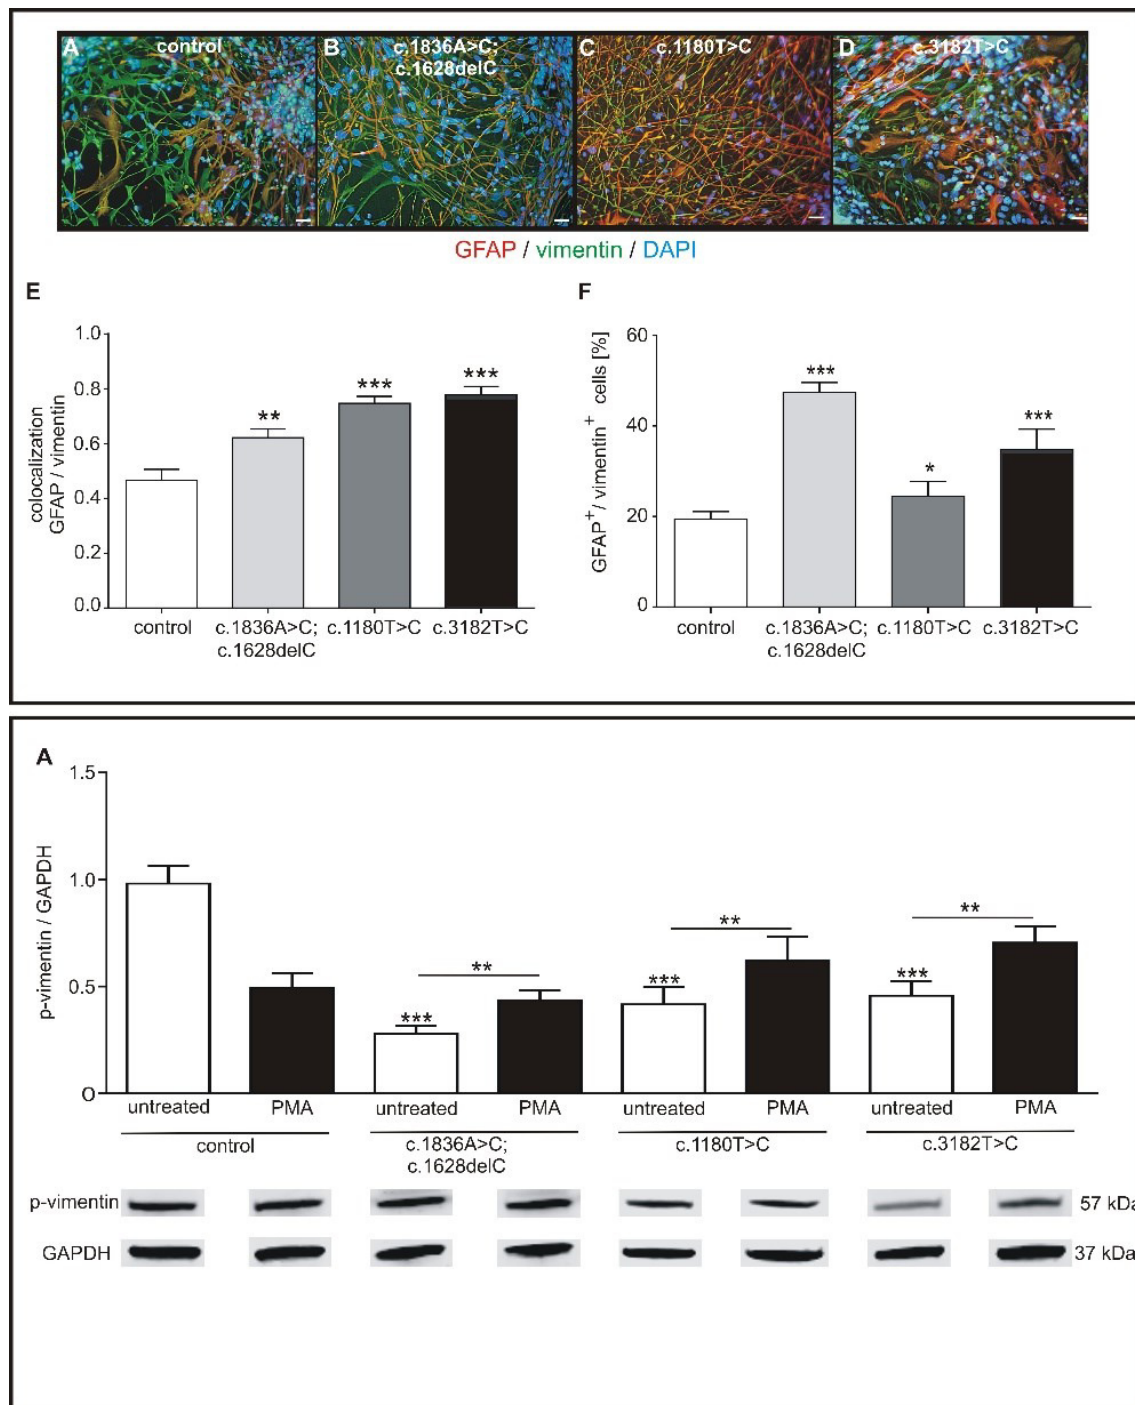 A control B c.1836A>C; C c.1180T>C D c.3182T>C
c.1628delC
GFAP / vimentin / DAPI
E
colocalization
GFAP / vimentin
1.0
0.8
0.6
0.4
0.2
0.0
** *** ***
control c.1836A>C; c.1180T>C c.3182T>C
c.1628delC
F
GFAP+/ vimentin+ cells [%]
60
40
20
0
*** * ***
control c.1836A>C; c.1180T>C c.3182T>C
c.1628delC
A
p-vimentin / GAPDH
1.5
1.0
0.5
0
*** ** *** ** *** **
untreated PMA untreated PMA untreated PMA untreated PMA
control c.1836A>C; c.1180T>C c.3182T>C
c.1628delC
p-vimentin 57 kDa
GAPDH 37 kDa